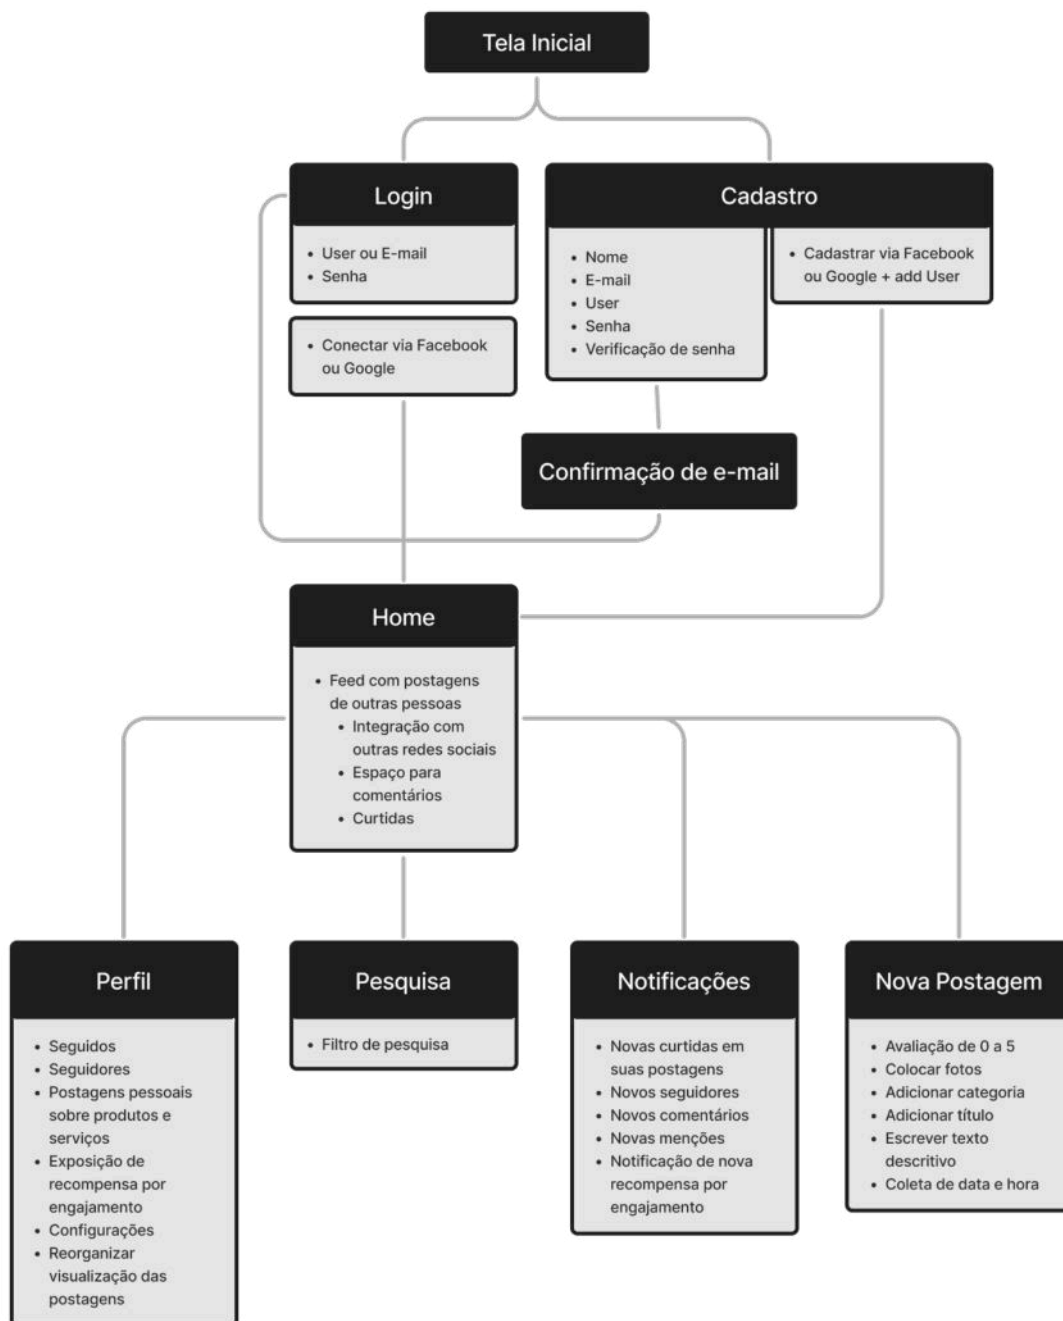 Tela Inicial
Login
• User ou E-mail
• Senha
• Conectar via Facebook
ou Google
Cadastro
• Nome
• E-mail
• User
• Senha
• Verificação de senha
• Cadastrar via Facebook
ou Google + add User
Confirmação de e-mail
Home
• Feed com postagens
de outras pessoas
• Integração com
outras redes sociais
• Espaço para
comentários
• Curtidas
Perfil
• Seguidos
• Seguidores
• Postagens pessoais
sobre produtos e
serviços
• Exposição de
recompensa por
engajamento
• Configurações
• Reorganizar
visualização das
postagens
Pesquisa
• Filtro de pesquisa
Notificações
• Novas curtidas em
suas postagens
• Novos seguidores
• Novos comentários
• Novas menções
• Notificação de nova
recompensa por
engajamento
Nova Postagem
• Avaliação de 0 a 5
• Colocar fotos
• Adicionar categoria
• Adicionar título
• Escrever texto
descritivo
• Coleta de data e hora